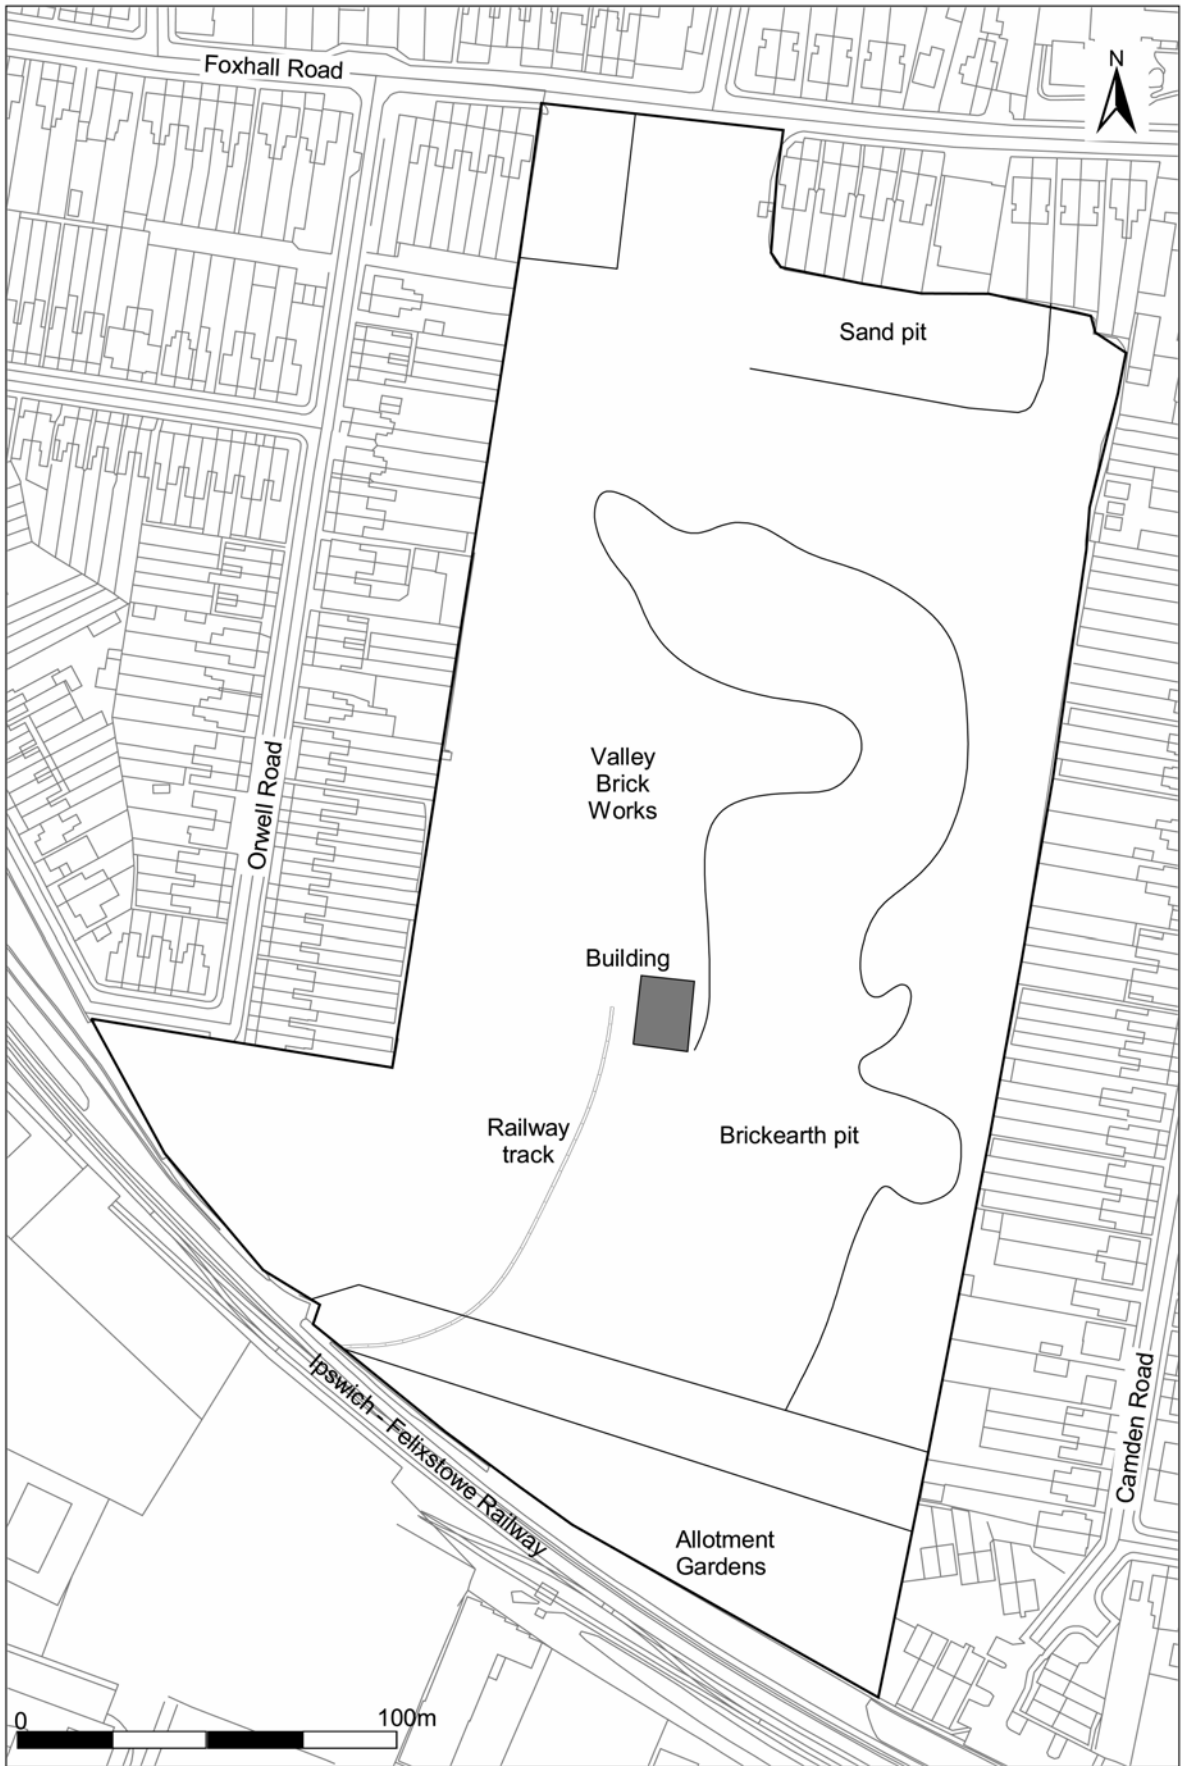 Foxhall Road
N
Sand pit
Valley
Brick
Works
Orwell Road
Building
Railway
track
Brickearth pit
Ipswich - Felixstowe Railway
Camden Road
Allotment
Gardens
0
100m